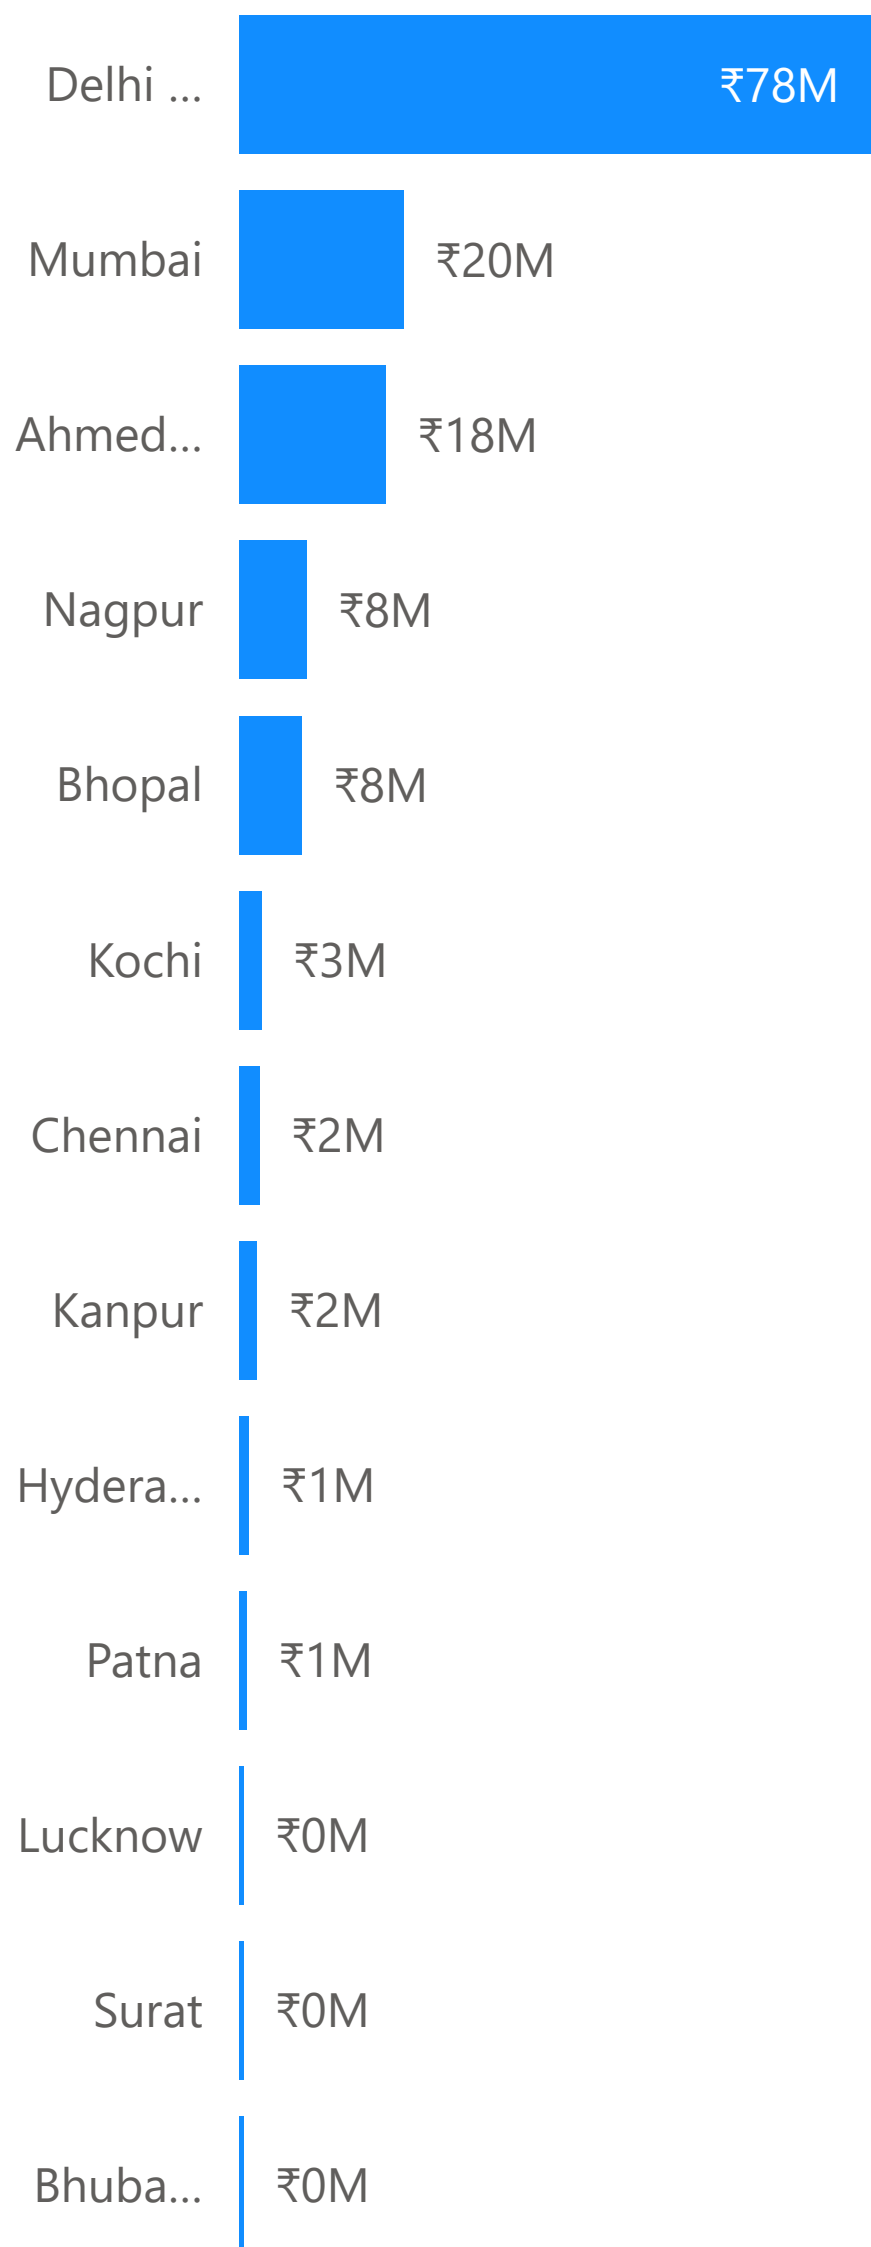 Delhi ... ₹78M
Mumbai ₹20M
Ahmed... ₹18M
Nagpur ₹8M
Bhopal ₹8M
Kochi ₹3M
Chennai ₹2M
Kanpur ₹2M
Hydera... ₹1M
Patna ₹1M
Lucknow ₹0M
Surat ₹0M
Bhuba... ₹0M